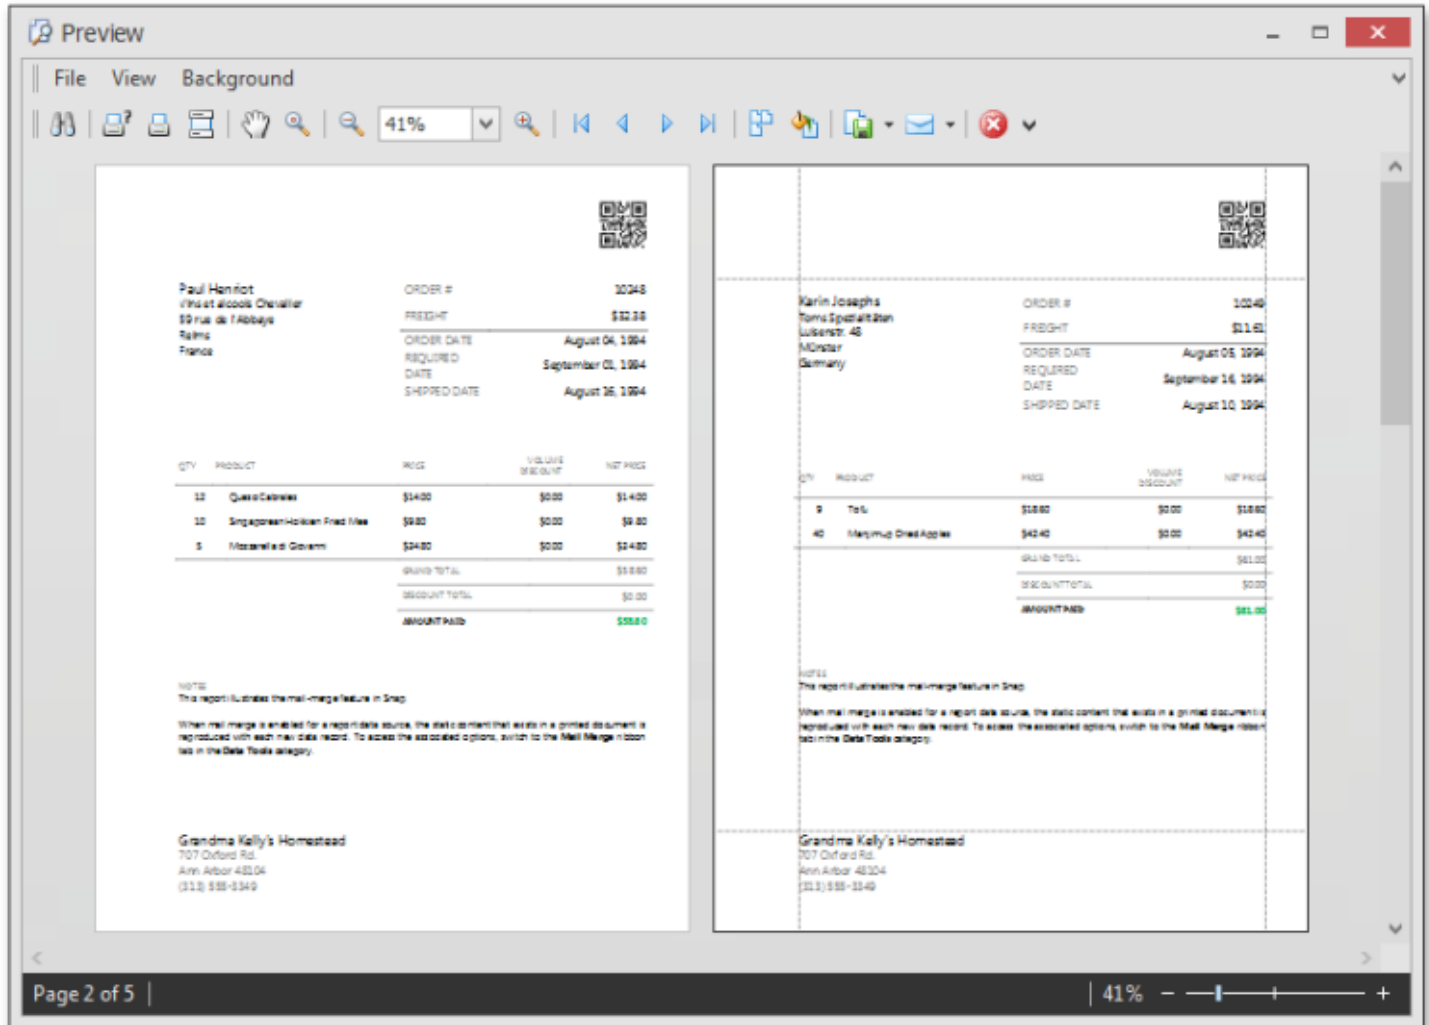 Preview
File View Background
41%
Paul Henriot
Vins et alcools Chevalier
59 rue de l'Abbaye
Reims
France
ORDER # 10248
FREIGHT $32.38
ORDER DATE August 04, 1994
REQUIRED DATE September 01, 1994
SHIPPED DATE August 16, 1994
QTY PRODUCT PRICE VOLUME DISCOUNT NET PRICE
12 Queso Cabrales $14.00 $0.00 $14.00
10 Singaporean Hokkien Fried Mee $9.80 $0.00 $9.80
5 Mozzarella di Giovanni $34.80 $0.00 $34.80
GRAND TOTAL $58.60
DISCOUNT TOTAL $0.00
AMOUNT PAID $58.60
NOTES
This report illustrates the mail-merge feature in Snap.
When mail merge is enabled for a report data source, the static content that exists in a printed document is
reproduced with each new data record. To access the associated options, switch to the Mail Merge ribbon
tab in the Data Tools category.
Grandma Kelly's Homestead
707 Oxford Rd.
Ann Arbor 48104
(313) 555-3349
Karin Josephs
Toms Spezialitäten
Luisenstr. 48
Münster
Germany
ORDER # 10249
FREIGHT $11.61
ORDER DATE August 05, 1994
REQUIRED DATE September 16, 1994
SHIPPED DATE August 10, 1994
QTY PRODUCT PRICE VOLUME DISCOUNT NET PRICE
9 Tofu $18.60 $0.00 $18.60
40 Manjimup Dried Apples $42.40 $0.00 $42.40
GRAND TOTAL $61.00
DISCOUNT TOTAL $0.00
AMOUNT PAID $61.00
NOTES
This report illustrates the mail-merge feature in Snap.
When mail merge is enabled for a report data source, the static content that exists in a printed document is
reproduced with each new data record. To access the associated options, switch to the Mail Merge ribbon
tab in the Data Tools category.
Grandma Kelly's Homestead
707 Oxford Rd.
Ann Arbor 48104
(313) 555-3349
Page 2 of 5
41%